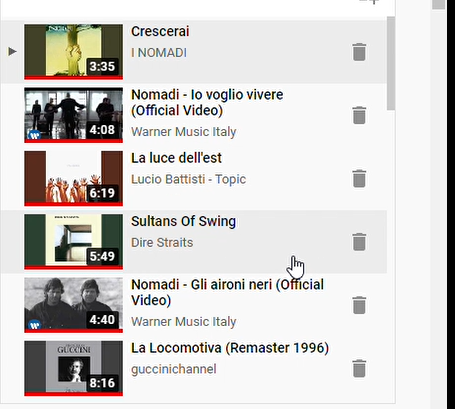 Crescerai
I NOMADI
3:35
Nomadi - Io voglio vivere
(Official Video)
Warner Music Italy
4:08
La luce dell'est
Lucio Battisti - Topic
6:19
Sultans Of Swing
Dire Straits
5:49
Nomadi - Gli aironi neri (Official
Video)
Warner Music Italy
4:40
La Locomotiva (Remaster 1996)
guccinichannel
GUCCINI
8:16